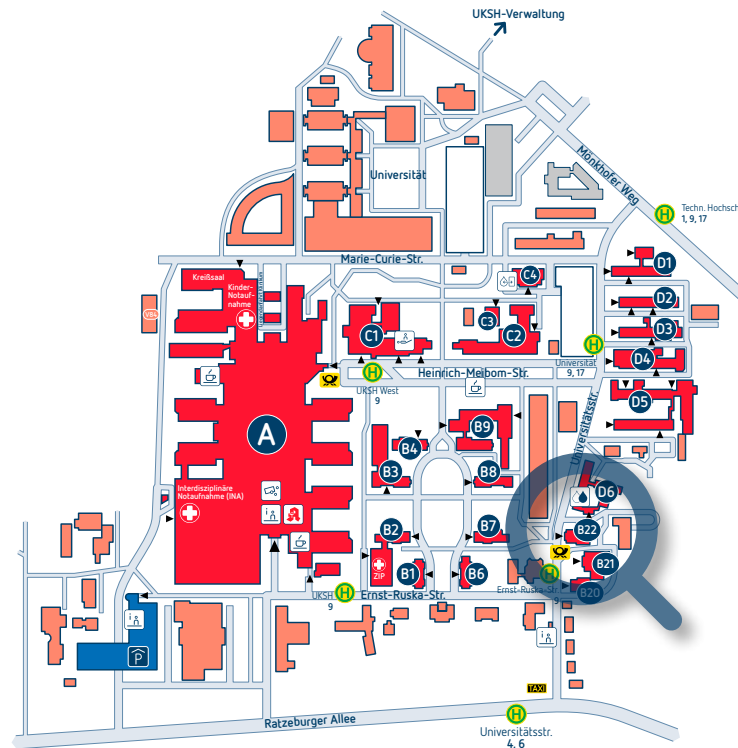 UKSH-Verwaltung
Mönkhofer Weg
Universität
H
Techn. Hochsch
1, 9, 17
Marie-Curie-Str.
D1
Kreißsaal
Kinder-
Notauf-
nahme
C4
D2
V84
C1
C3
C2
D3
H
Universität
9, 17
D4
H
UKSH West
9
Heinrich-Meibom-Str.
D5
Universitätsstr.
A
B9
B4
B3
B8
Interdisziplinäre
Notaufnahme (INA)
D6
B2
B7
B22
ZIP
B1
B6
B21
H
Ernst-Ruska-Str.
9
B20
H
UKSH
9
Ernst-Ruska-Str.
i
i
i
A
P
TAXI
H
Ratzeburger Allee
Universitätsstr.
4, 6